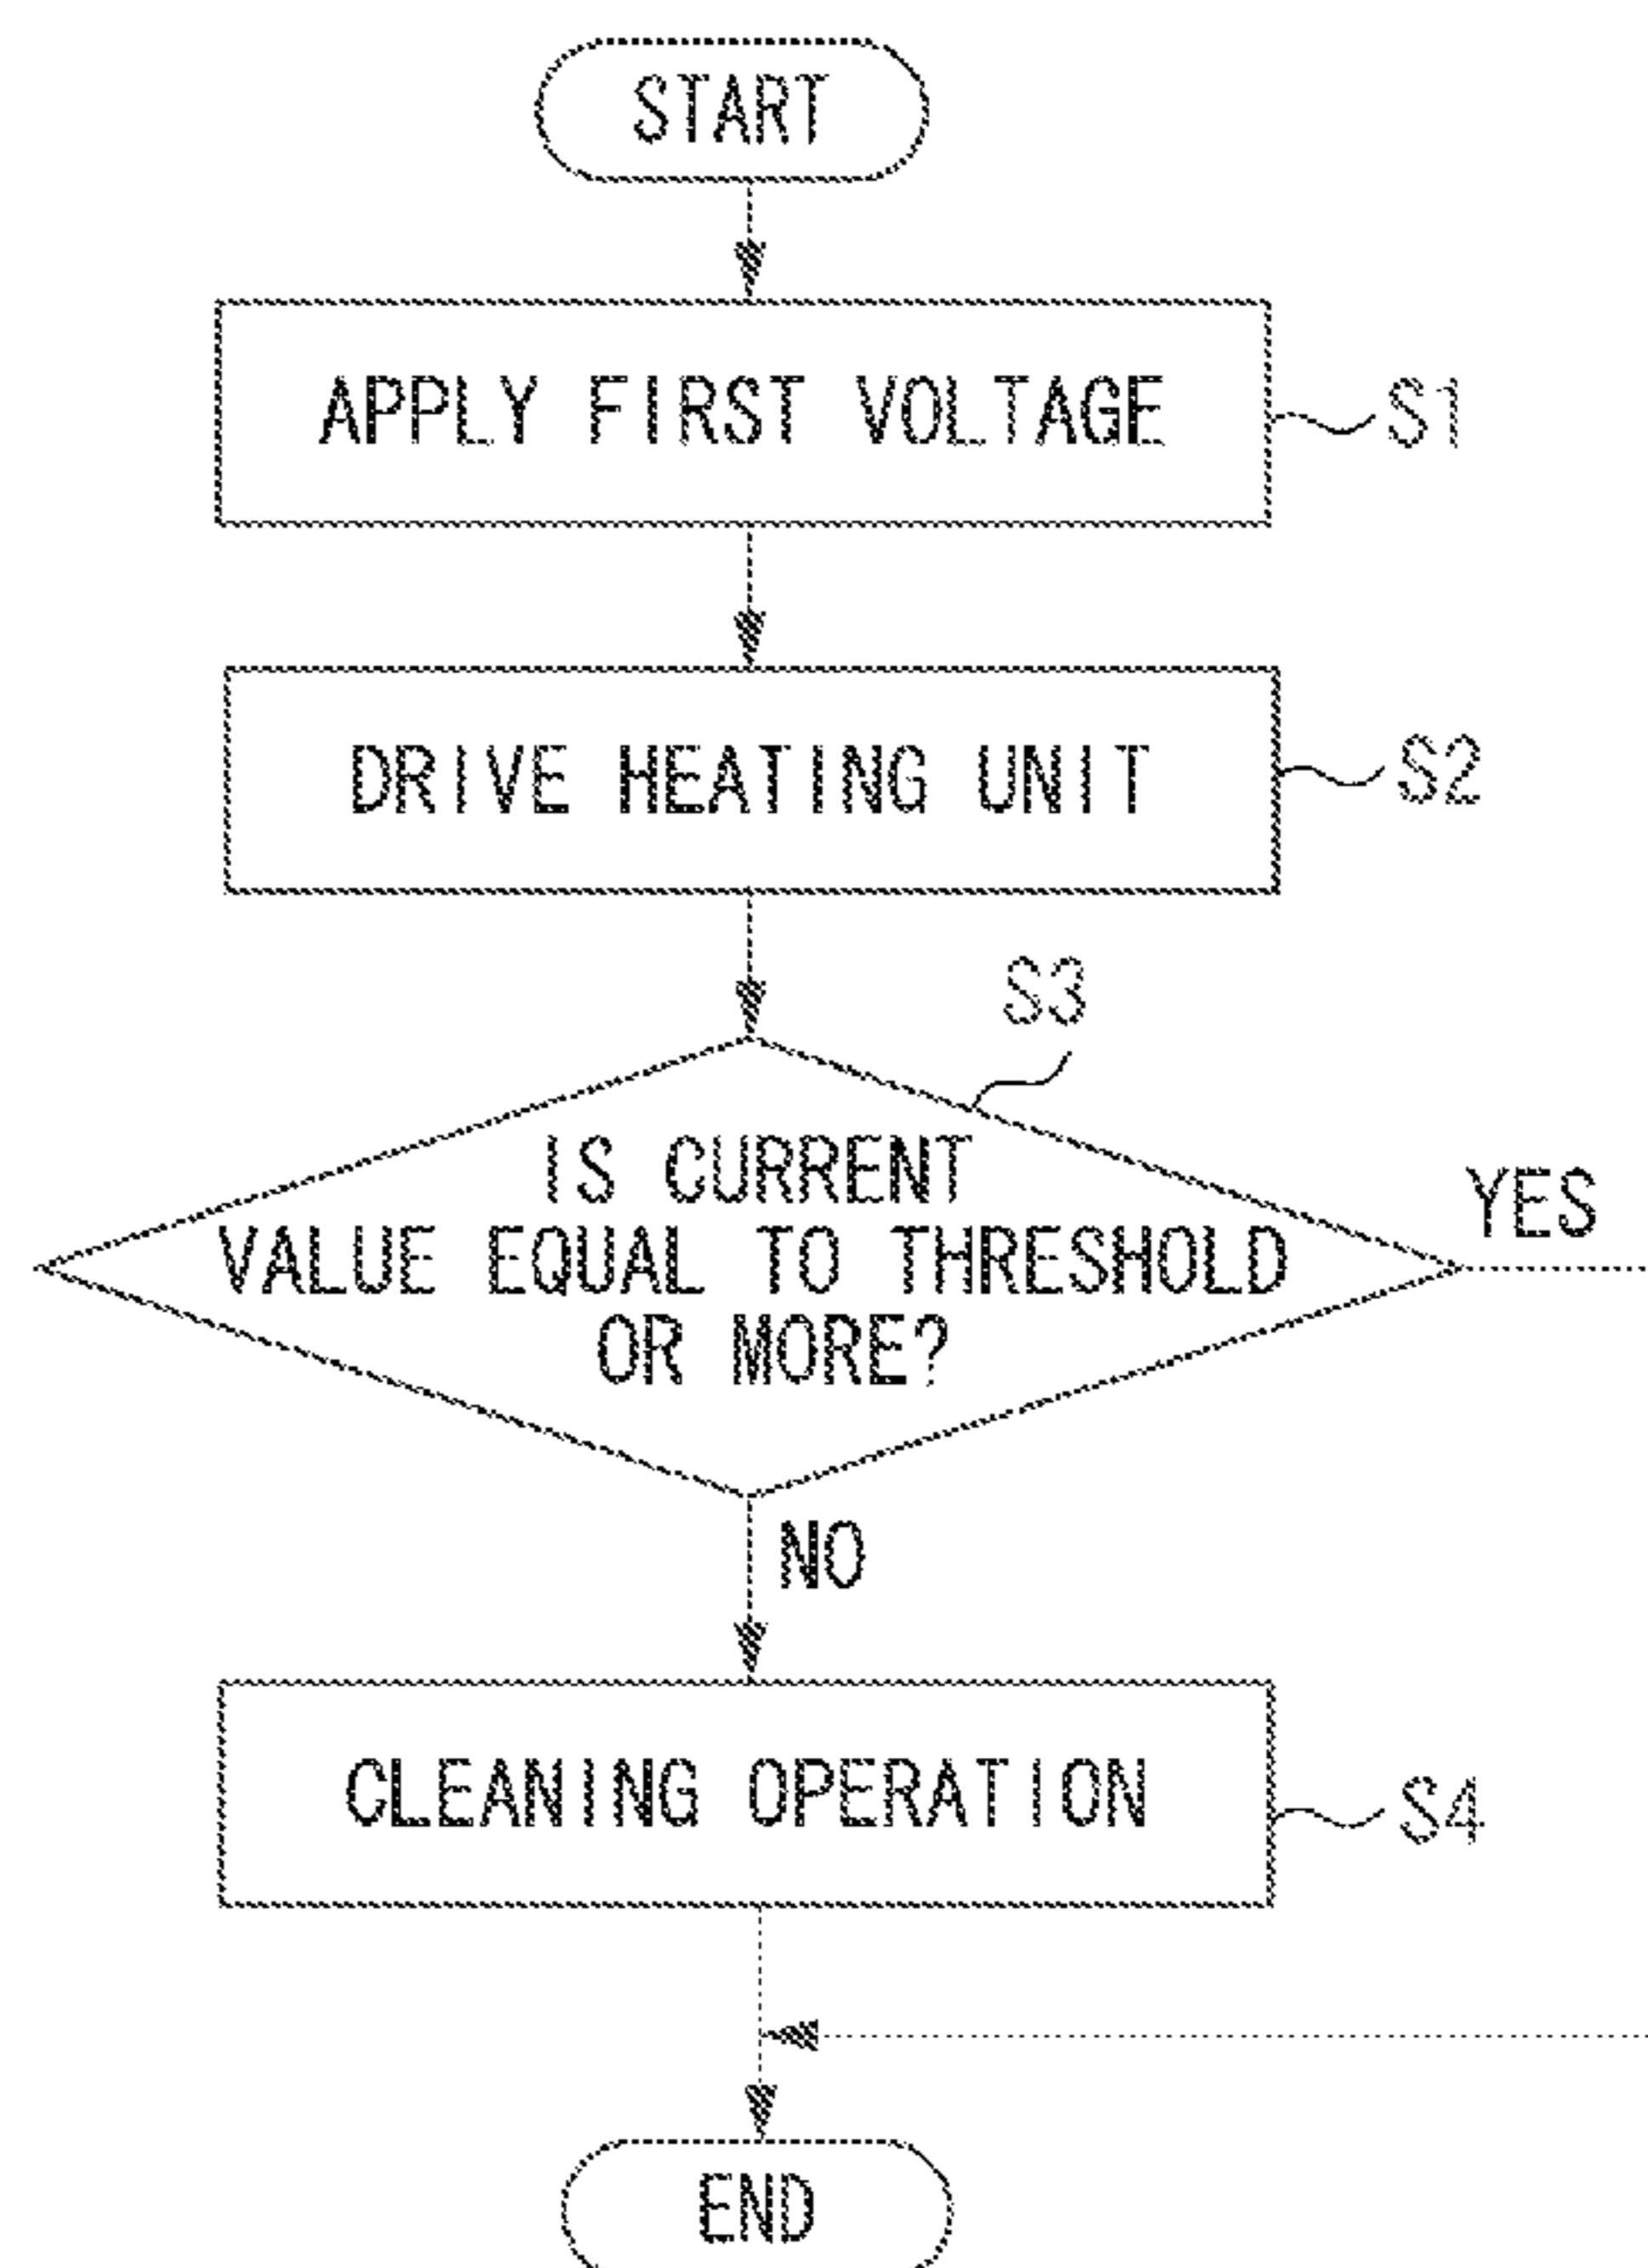 START
APPLY FIRST VOLTAGE
S1
DRIVE HEATING UNIT
S2
S3
IS CURRENT
VALUE EQUAL TO THRESHOLD
OR MORE?
YES
NO
CLEANING OPERATION
S4
END